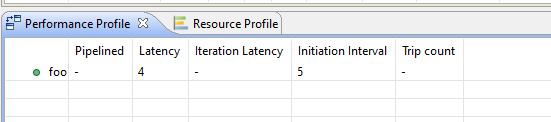 Performance Profile Resource Profile
Pipelined Latency Iteration Latency Initiation Interval Trip count
foo - 4 - 5 -